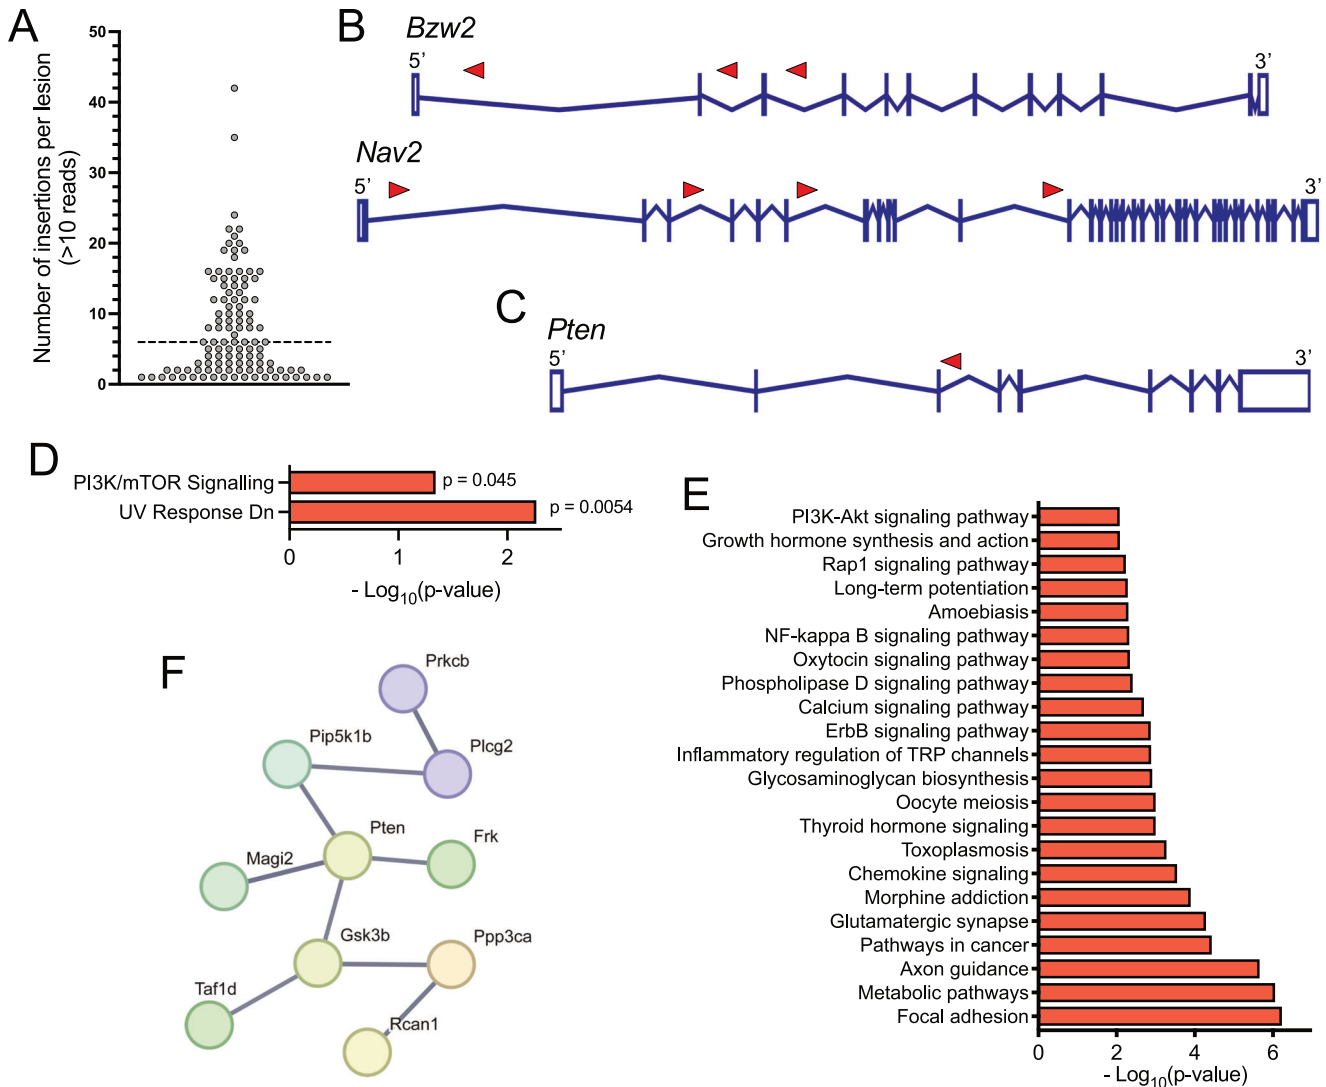 A
Number of insertions per lesion
(>10 reads)
50
40
30
20
10
0
B
Bzw2
5’
3’
Nav2
5’
3’
C
Pten
5’
3’
D
PI3K/mTOR Signalling
p = 0.045
UV Response Dn
p = 0.0054
0 1 2
- Log10(p-value)
E
PI3K-Akt signaling pathway
Growth hormone synthesis and action
Rap1 signaling pathway
Long-term potentiation
Amoebiasis
NF-kappa B signaling pathway
Oxytocin signaling pathway
Phospholipase D signaling pathway
Calcium signaling pathway
ErbB signaling pathway
Inflammatory regulation of TRP channels
Glycosaminoglycan biosynthesis
Oocyte meiosis
Thyroid hormone signaling
Toxoplasmosis
Chemokine signaling
Morphine addiction
Glutamatergic synapse
Pathways in cancer
Axon guidance
Metabolic pathways
Focal adhesion
0 2 4 6
- Log10(p-value)
F
Prkcb
Pip5k1b
Plcg2
Pten
Frk
Magi2
Gsk3b
Ppp3ca
Taf1d
Rcan1